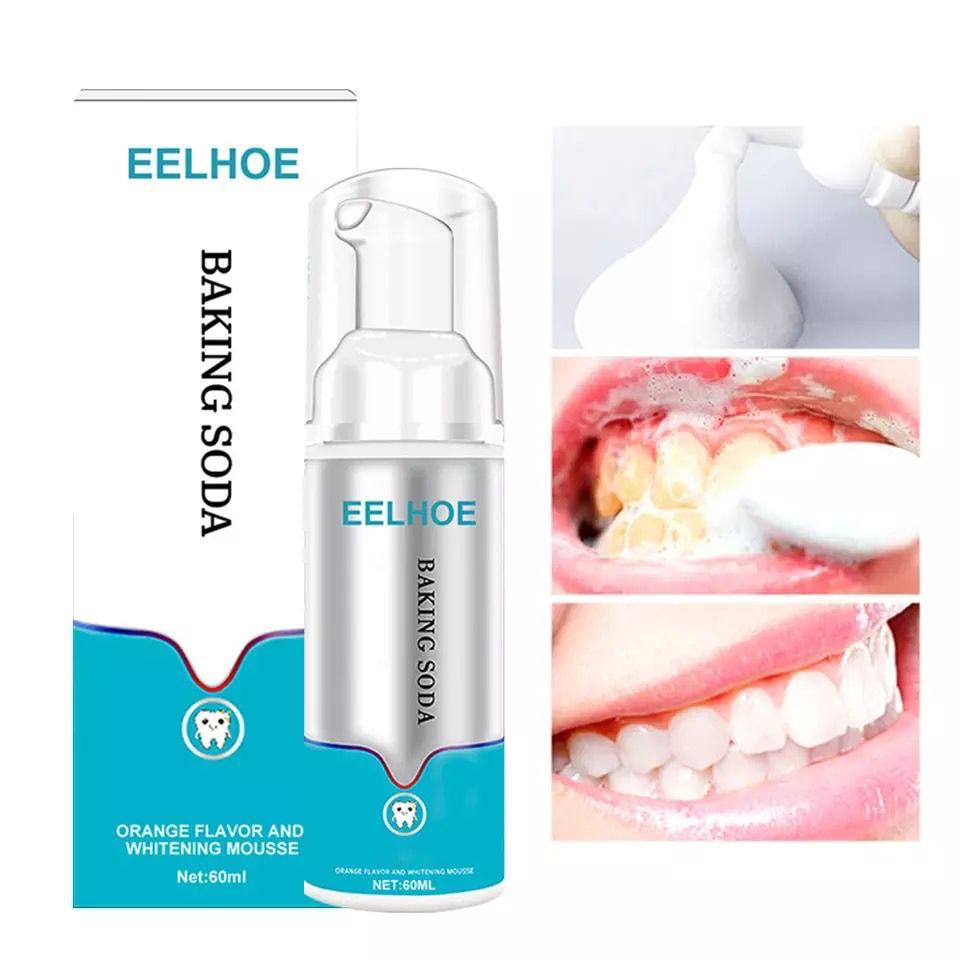 EELHOE
BAKING SODA
ORANGE FLAVOR AND
WHITENING MOUSSE
Net:60ml
EELHOE
BAKING SODA
ORANGE FLAVOR AND WHITENING MOUSSE
NET:60ML